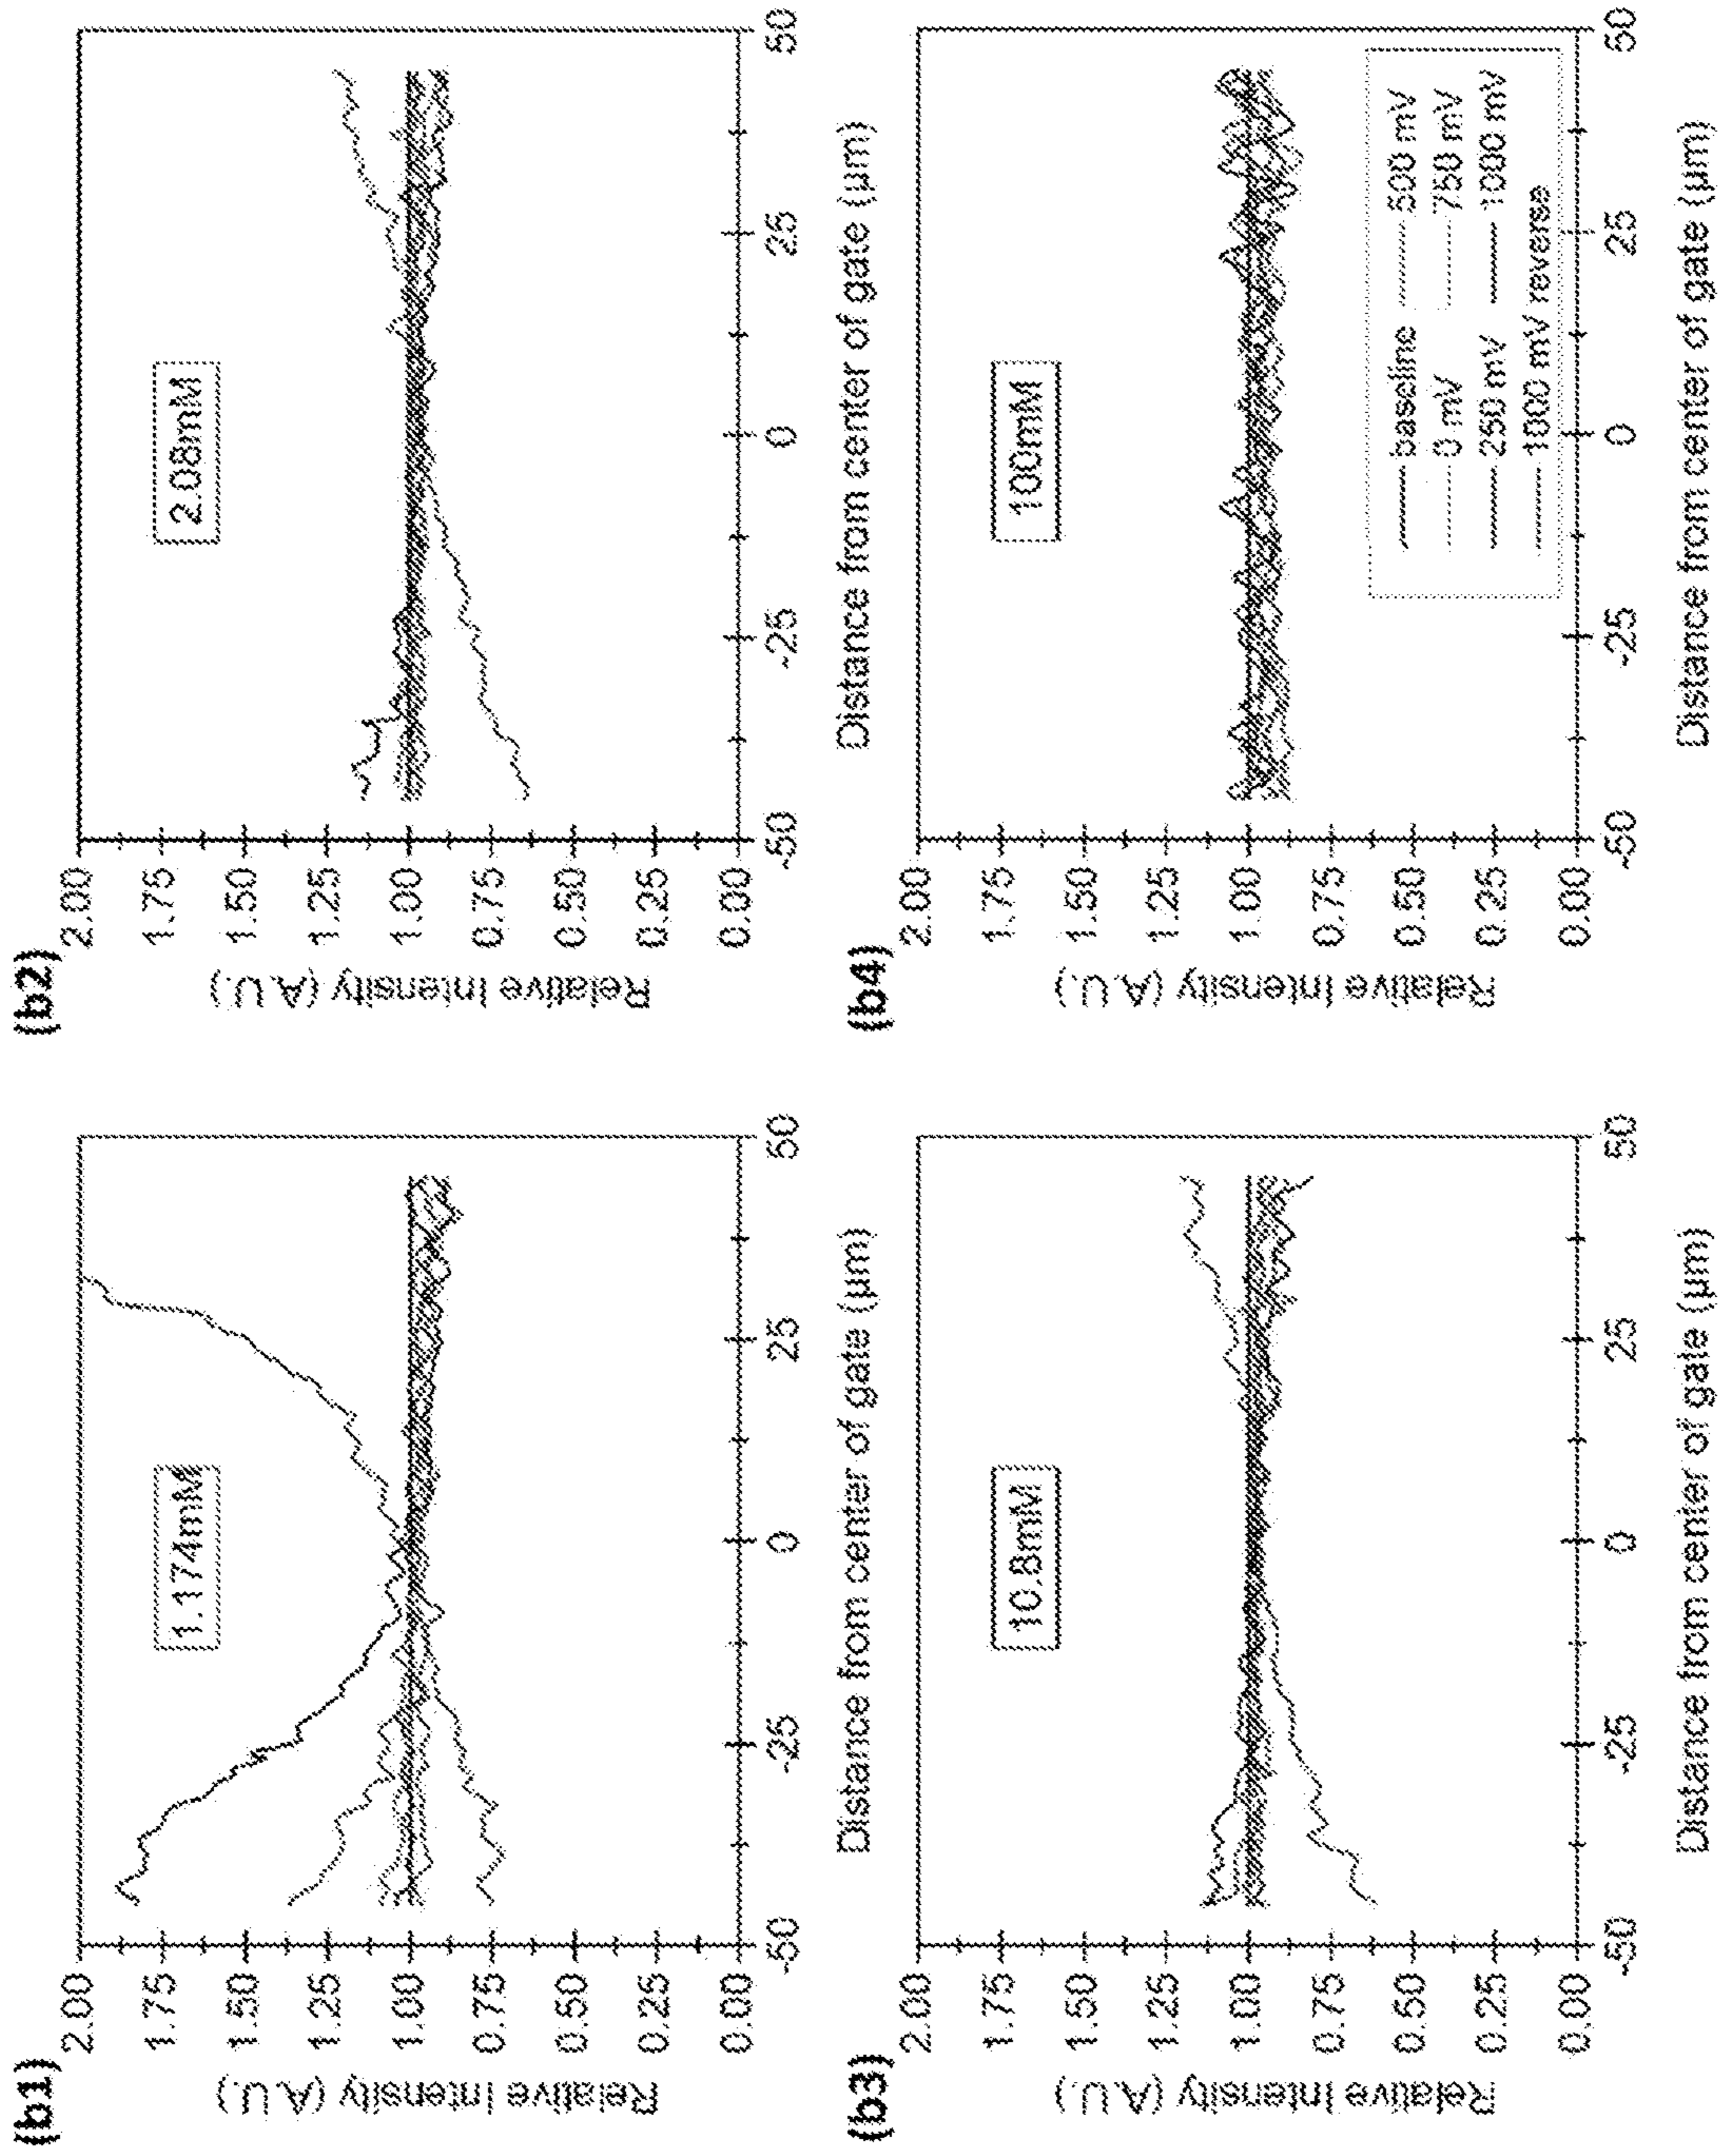 (b1)
Relative Intensity (A.U.)
2.00
1.75
1.50
1.25
1.00
0.75
0.50
0.25
0.00
1.174mM
-50
-25
0
25
50
Distance from center of gate (µm)
(b2)
Relative Intensity (A.U.)
2.00
1.75
1.50
1.25
1.00
0.75
0.50
0.25
0.00
2.08mM
-50
-25
0
25
50
Distance from center of gate (µm)
(b3)
Relative Intensity (A.U.)
2.00
1.75
1.50
1.25
1.00
0.75
0.50
0.25
0.00
10.8mM
-50
-25
0
25
50
Distance from center of gate (µm)
(b4)
Relative Intensity (A.U.)
2.00
1.75
1.50
1.25
1.00
0.75
0.50
0.25
0.00
100mM
baseline 500 mV
0 mV 750 mV
250 mV 1000 mV
1000 mV reverse
-50
-25
0
25
50
Distance from center of gate (µm)